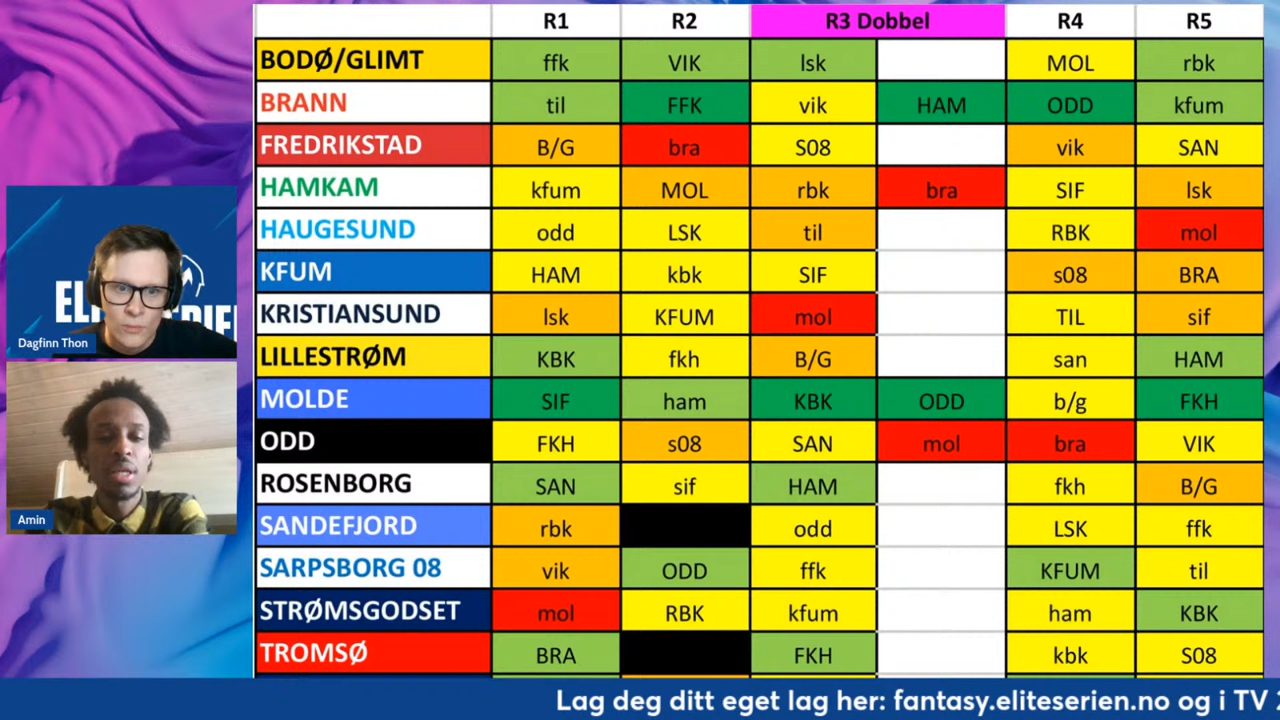 R1 R2 R3 Dobbel R4 R5
BODØ/GLIMT ffk VIK lsk MOL rbk
BRANN til FFK vik HAM ODD kfum
FREDRIKSTAD B/G bra S08 vik SAN
HAMKAM kfum MOL rbk bra SIF lsk
HAUGESUND odd LSK til RBK mol
KFUM HAM kbk SIF s08 BRA
KRISTIANSUND lsk KFUM mol TIL sif
LILLESTRØM KBK fkh B/G san HAM
MOLDE SIF ham KBK ODD b/g FKH
ODD FKH s08 SAN mol bra VIK
ROSENBORG SAN sif HAM fkh B/G
SANDEFJORD rbk odd LSK ffk
SARPSBORG 08 vik ODD ffk KFUM til
STRØMSGODSET mol RBK kfum ham KBK
TROMSØ BRA FKH kbk S08
Dagfinn Thon
Amin
Lag deg ditt eget lag her: fantasy.eliteserien.no og i TV